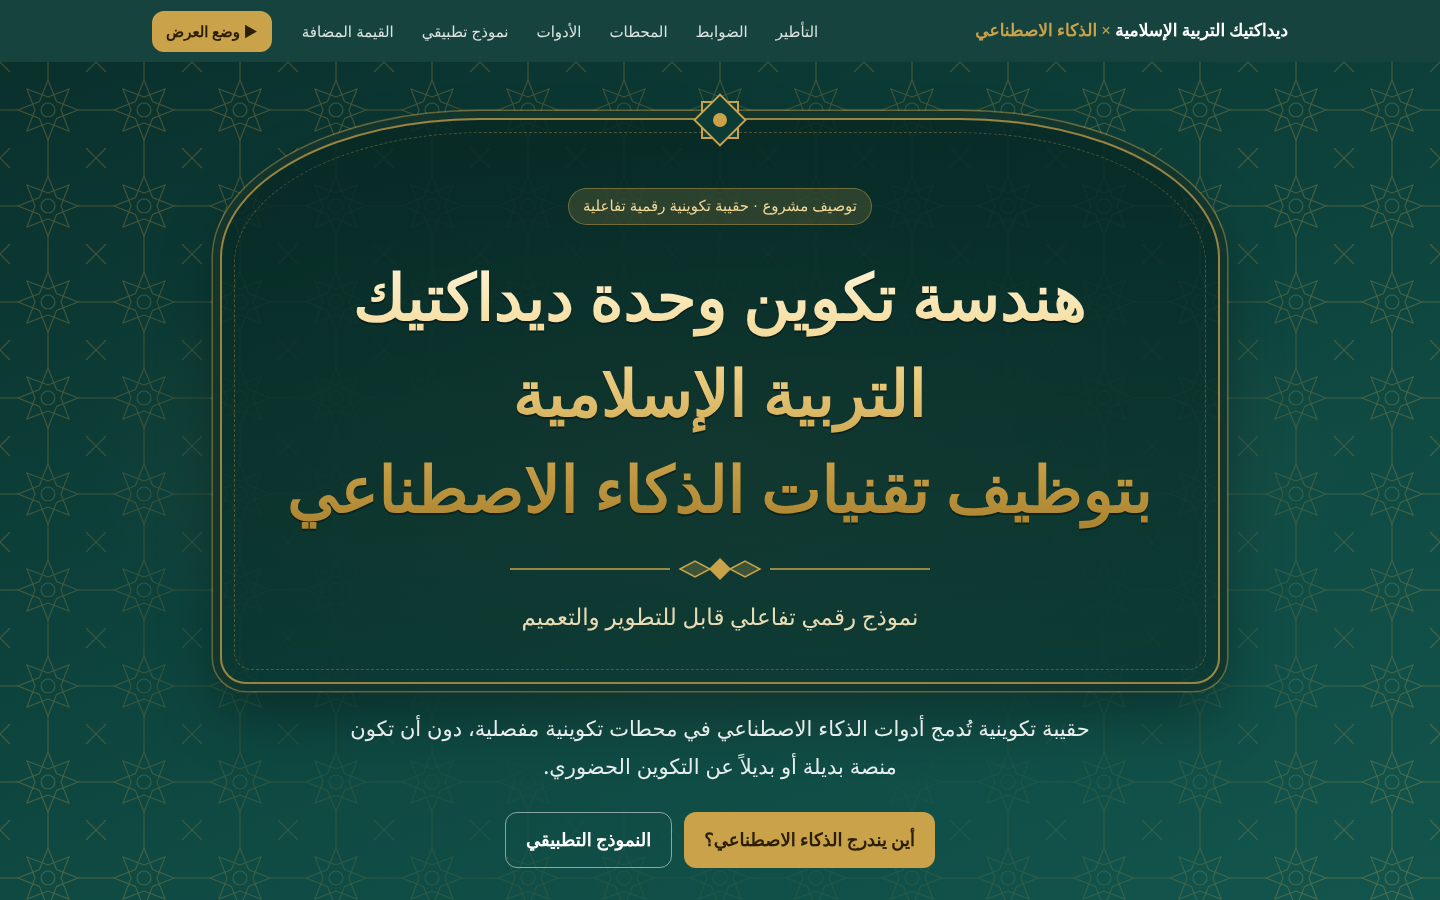 ديداكتيك التربية الإسلامية × الذكاء الاصطناعي
التأطير
الضوابط
المحطات
الأدوات
نموذج تطبيقي
القيمة المضافة
▶ وضع العرض
توصيف مشروع · حقيبة تكوينية رقمية تفاعلية
هندسة تكوين وحدة ديداكتيك
التربية الإسلامية
بتوظيف تقنيات الذكاء الاصطناعي
نموذج رقمي تفاعلي قابل للتطوير والتعميم
حقيبة تكوينية تُدمج أدوات الذكاء الاصطناعي في محطات تكوينية مفصلية، دون أن تكون
منصة بديلة أو بديلاً عن التكوين الحضوري.
أين يندرج الذكاء الاصطناعي؟
النموذج التطبيقي